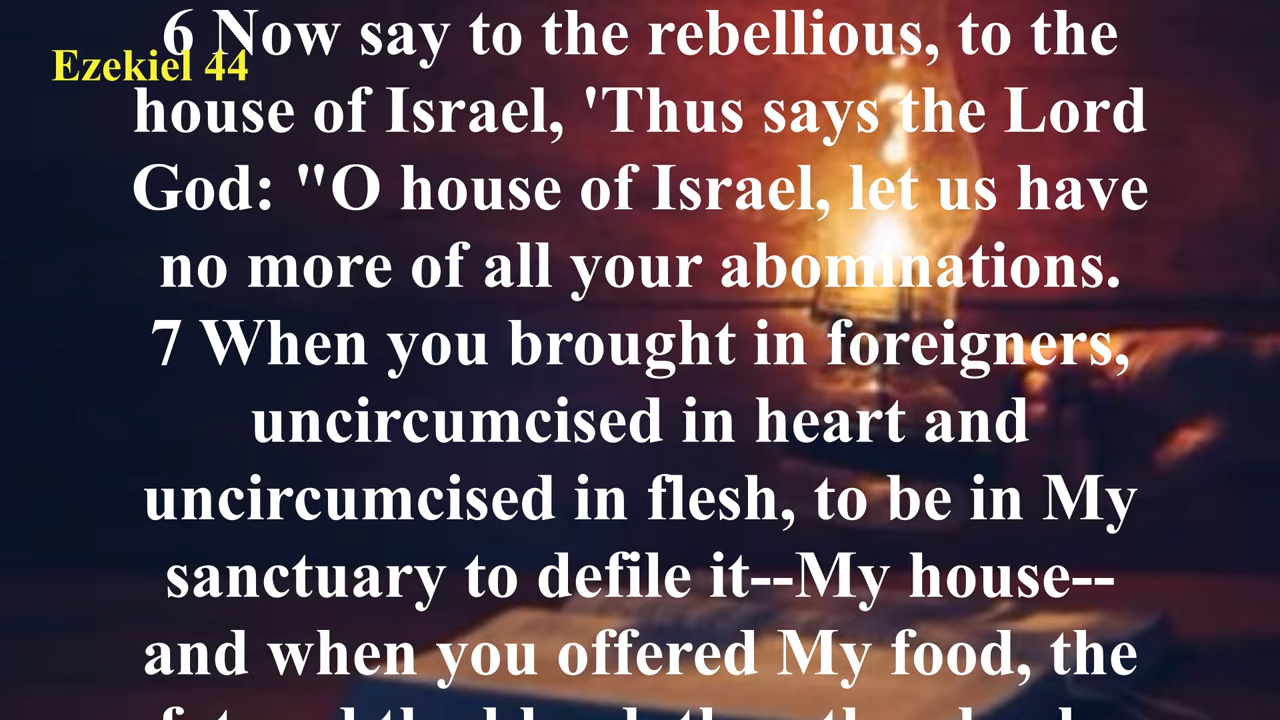 6 Now say to the rebellious, to the
Ezekiel 44
house of Israel, 'Thus says the Lord
God: "O house of Israel, let us have
no more of all your abominations.
7 When you brought in foreigners,
uncircumcised in heart and
uncircumcised in flesh, to be in My
sanctuary to defile it--My house--
and when you offered My food, the